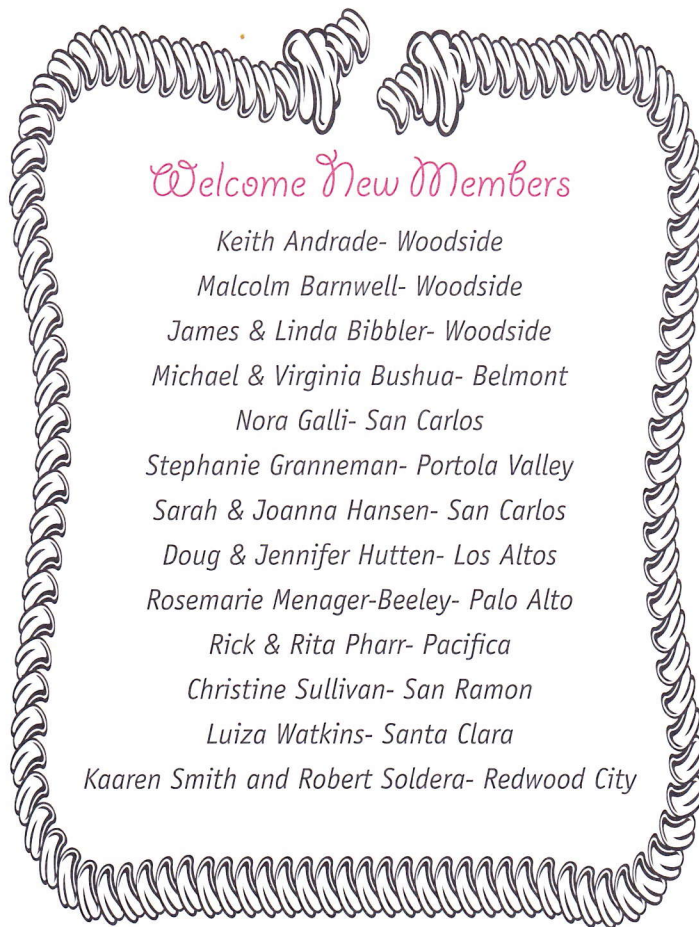 Welcome New Members
Keith Andrade- Woodside
Malcolm Barnwell- Woodside
James & Linda Bibbler- Woodside
Michael & Virginia Bushua- Belmont
Nora Galli- San Carlos
Stephanie Granneman- Portola Valley
Sarah & Joanna Hansen- San Carlos
Doug & Jennifer Hutten- Los Altos
Rosemarie Menager-Beeley- Palo Alto
Rick & Rita Pharr- Pacifica
Christine Sullivan- San Ramon
Luiza Watkins- Santa Clara
Kaaren Smith and Robert Soldera- Redwood City